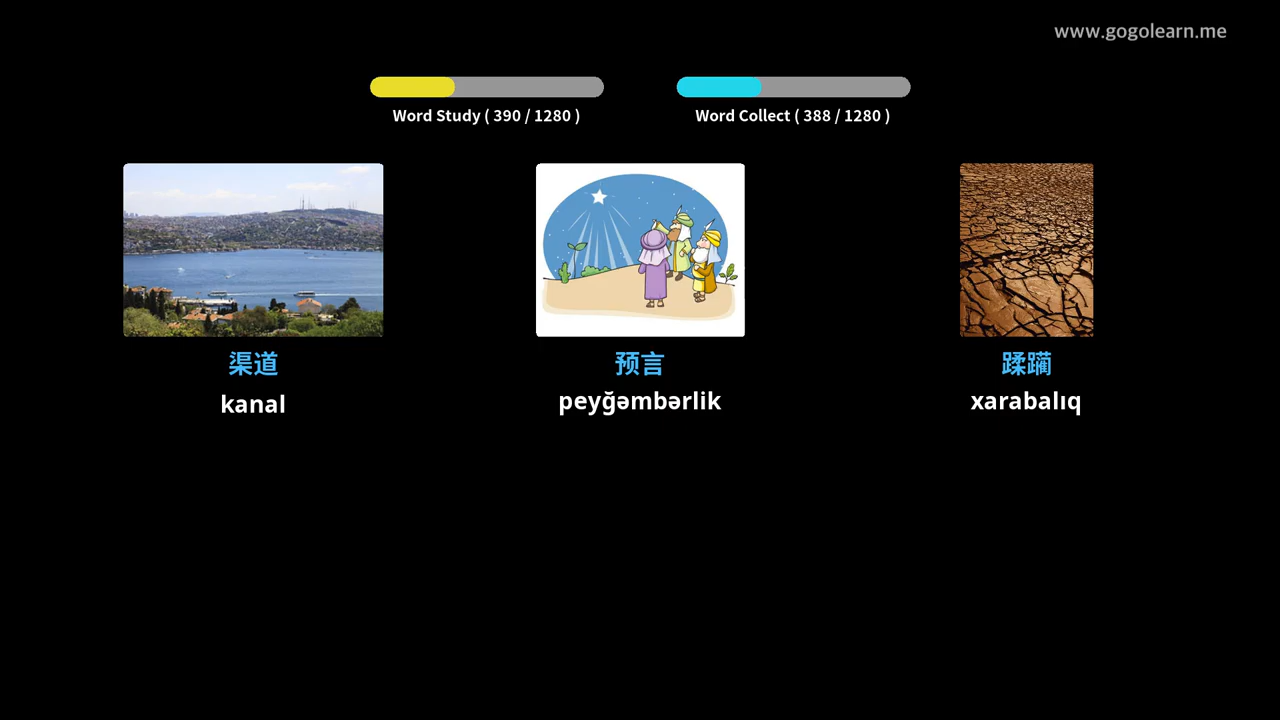 www.gogolearn.me
Word Study ( 390 / 1280 )
Word Collect ( 388 / 1280 )
渠道
预言
蹂躏
kanal
peyğəmbərlik
xarabalıq